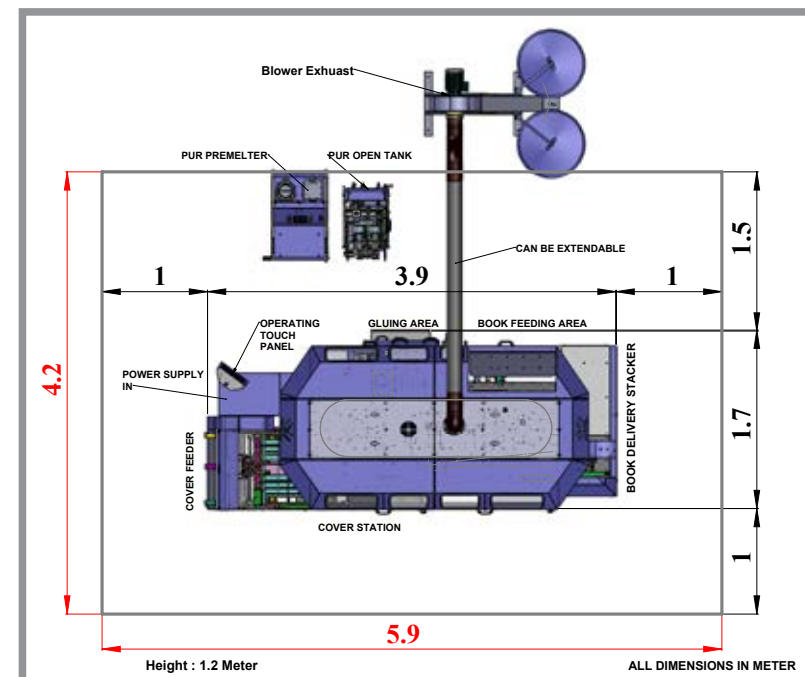 Blower Exhuast
PUR PREMELTER
PUR OPEN TANK
CAN BE EXTENDABLE
1.5
1
3.9
1
OPERATING
TOUCH
PANEL
GLUING AREA
BOOK FEEDING AREA
POWER SUPPLY
IN
4.2
1.7
COVER FEEDER
BOOK DELIVERY STACKER
COVER STATION
1
5.9
Height : 1.2 Meter
ALL DIMENSIONS IN METER